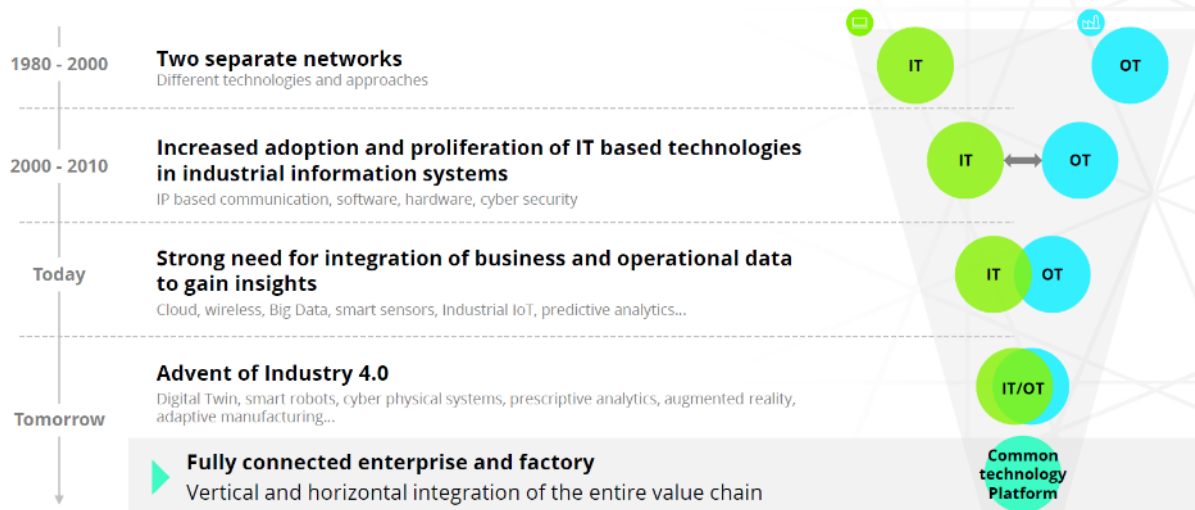 1980 - 2000
Two separate networks
Different technologies and approaches
IT
OT
2000 - 2010
Increased adoption and proliferation of IT based technologies
in industrial information systems
IP based communication, software, hardware, cyber security
IT
OT
Today
Strong need for integration of business and operational data
to gain insights
Cloud, wireless, Big Data, smart sensors, Industrial IoT, predictive analytics...
IT
OT
Tomorrow
Advent of Industry 4.0
Digital Twin, smart robots, cyber physical systems, prescriptive analytics, augmented reality,
adaptive manufacturing...
IT/OT
Fully connected enterprise and factory
Vertical and horizontal integration of the entire value chain
Common
technology
Platform